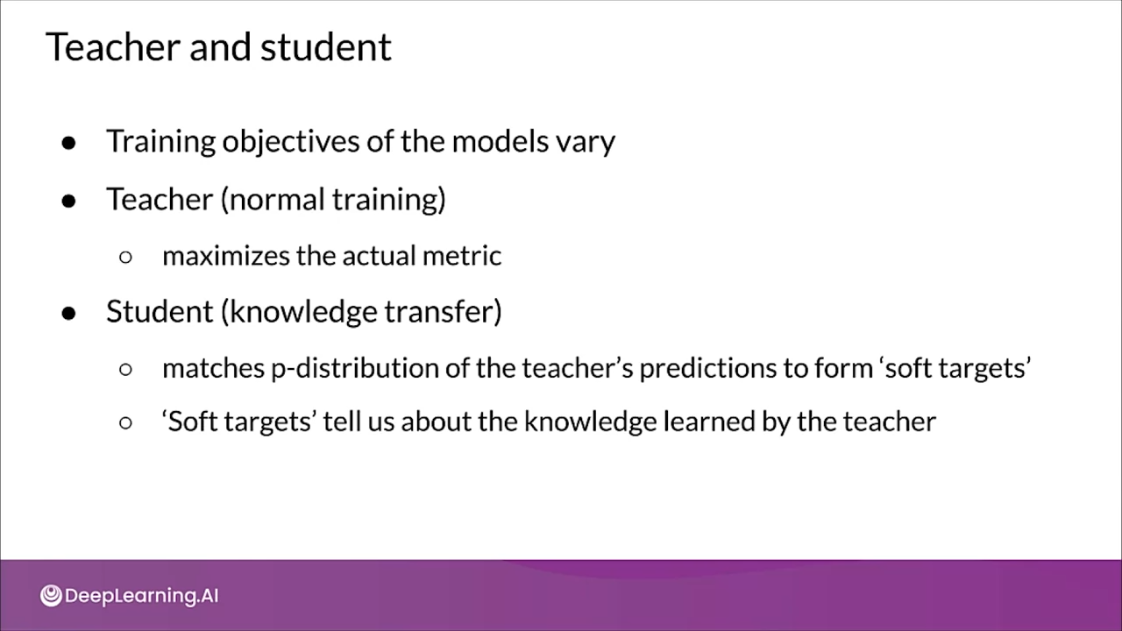 Teacher and student
● Training objectives of the models vary
● Teacher (normal training)
○ maximizes the actual metric
● Student (knowledge transfer)
○ matches p-distribution of the teacher’s predictions to form ‘soft targets’
○ ‘Soft targets’ tell us about the knowledge learned by the teacher
DeepLearning.AI